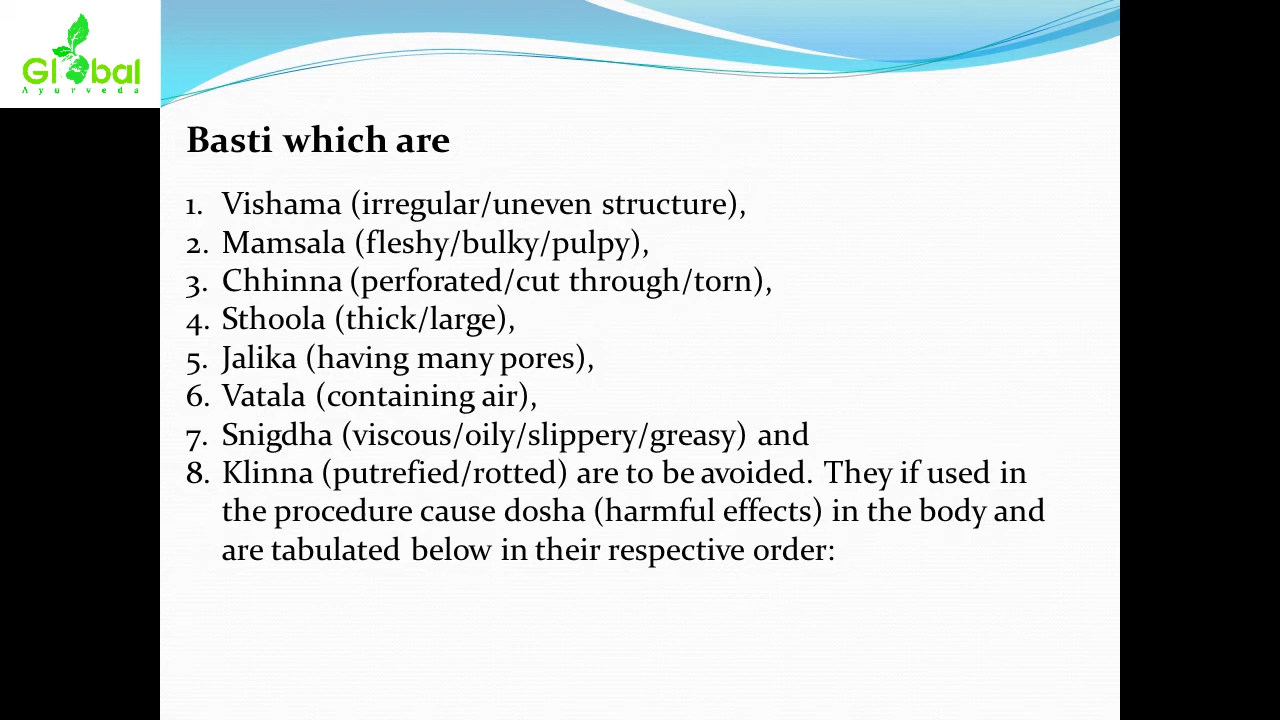 Global
Ayurveda
Basti which are
1. Vishama (irregular/uneven structure),
2. Mamsala (fleshy/bulky/pulpy),
3. Chhinna (perforated/cut through/torn),
4. Sthoola (thick/large),
5. Jalika (having many pores),
6. Vatala (containing air),
7. Snigdha (viscous/oily/slippery/greasy) and
8. Klinna (putrefied/rotted) are to be avoided. They if used in
the procedure cause dosha (harmful effects) in the body and
are tabulated below in their respective order: